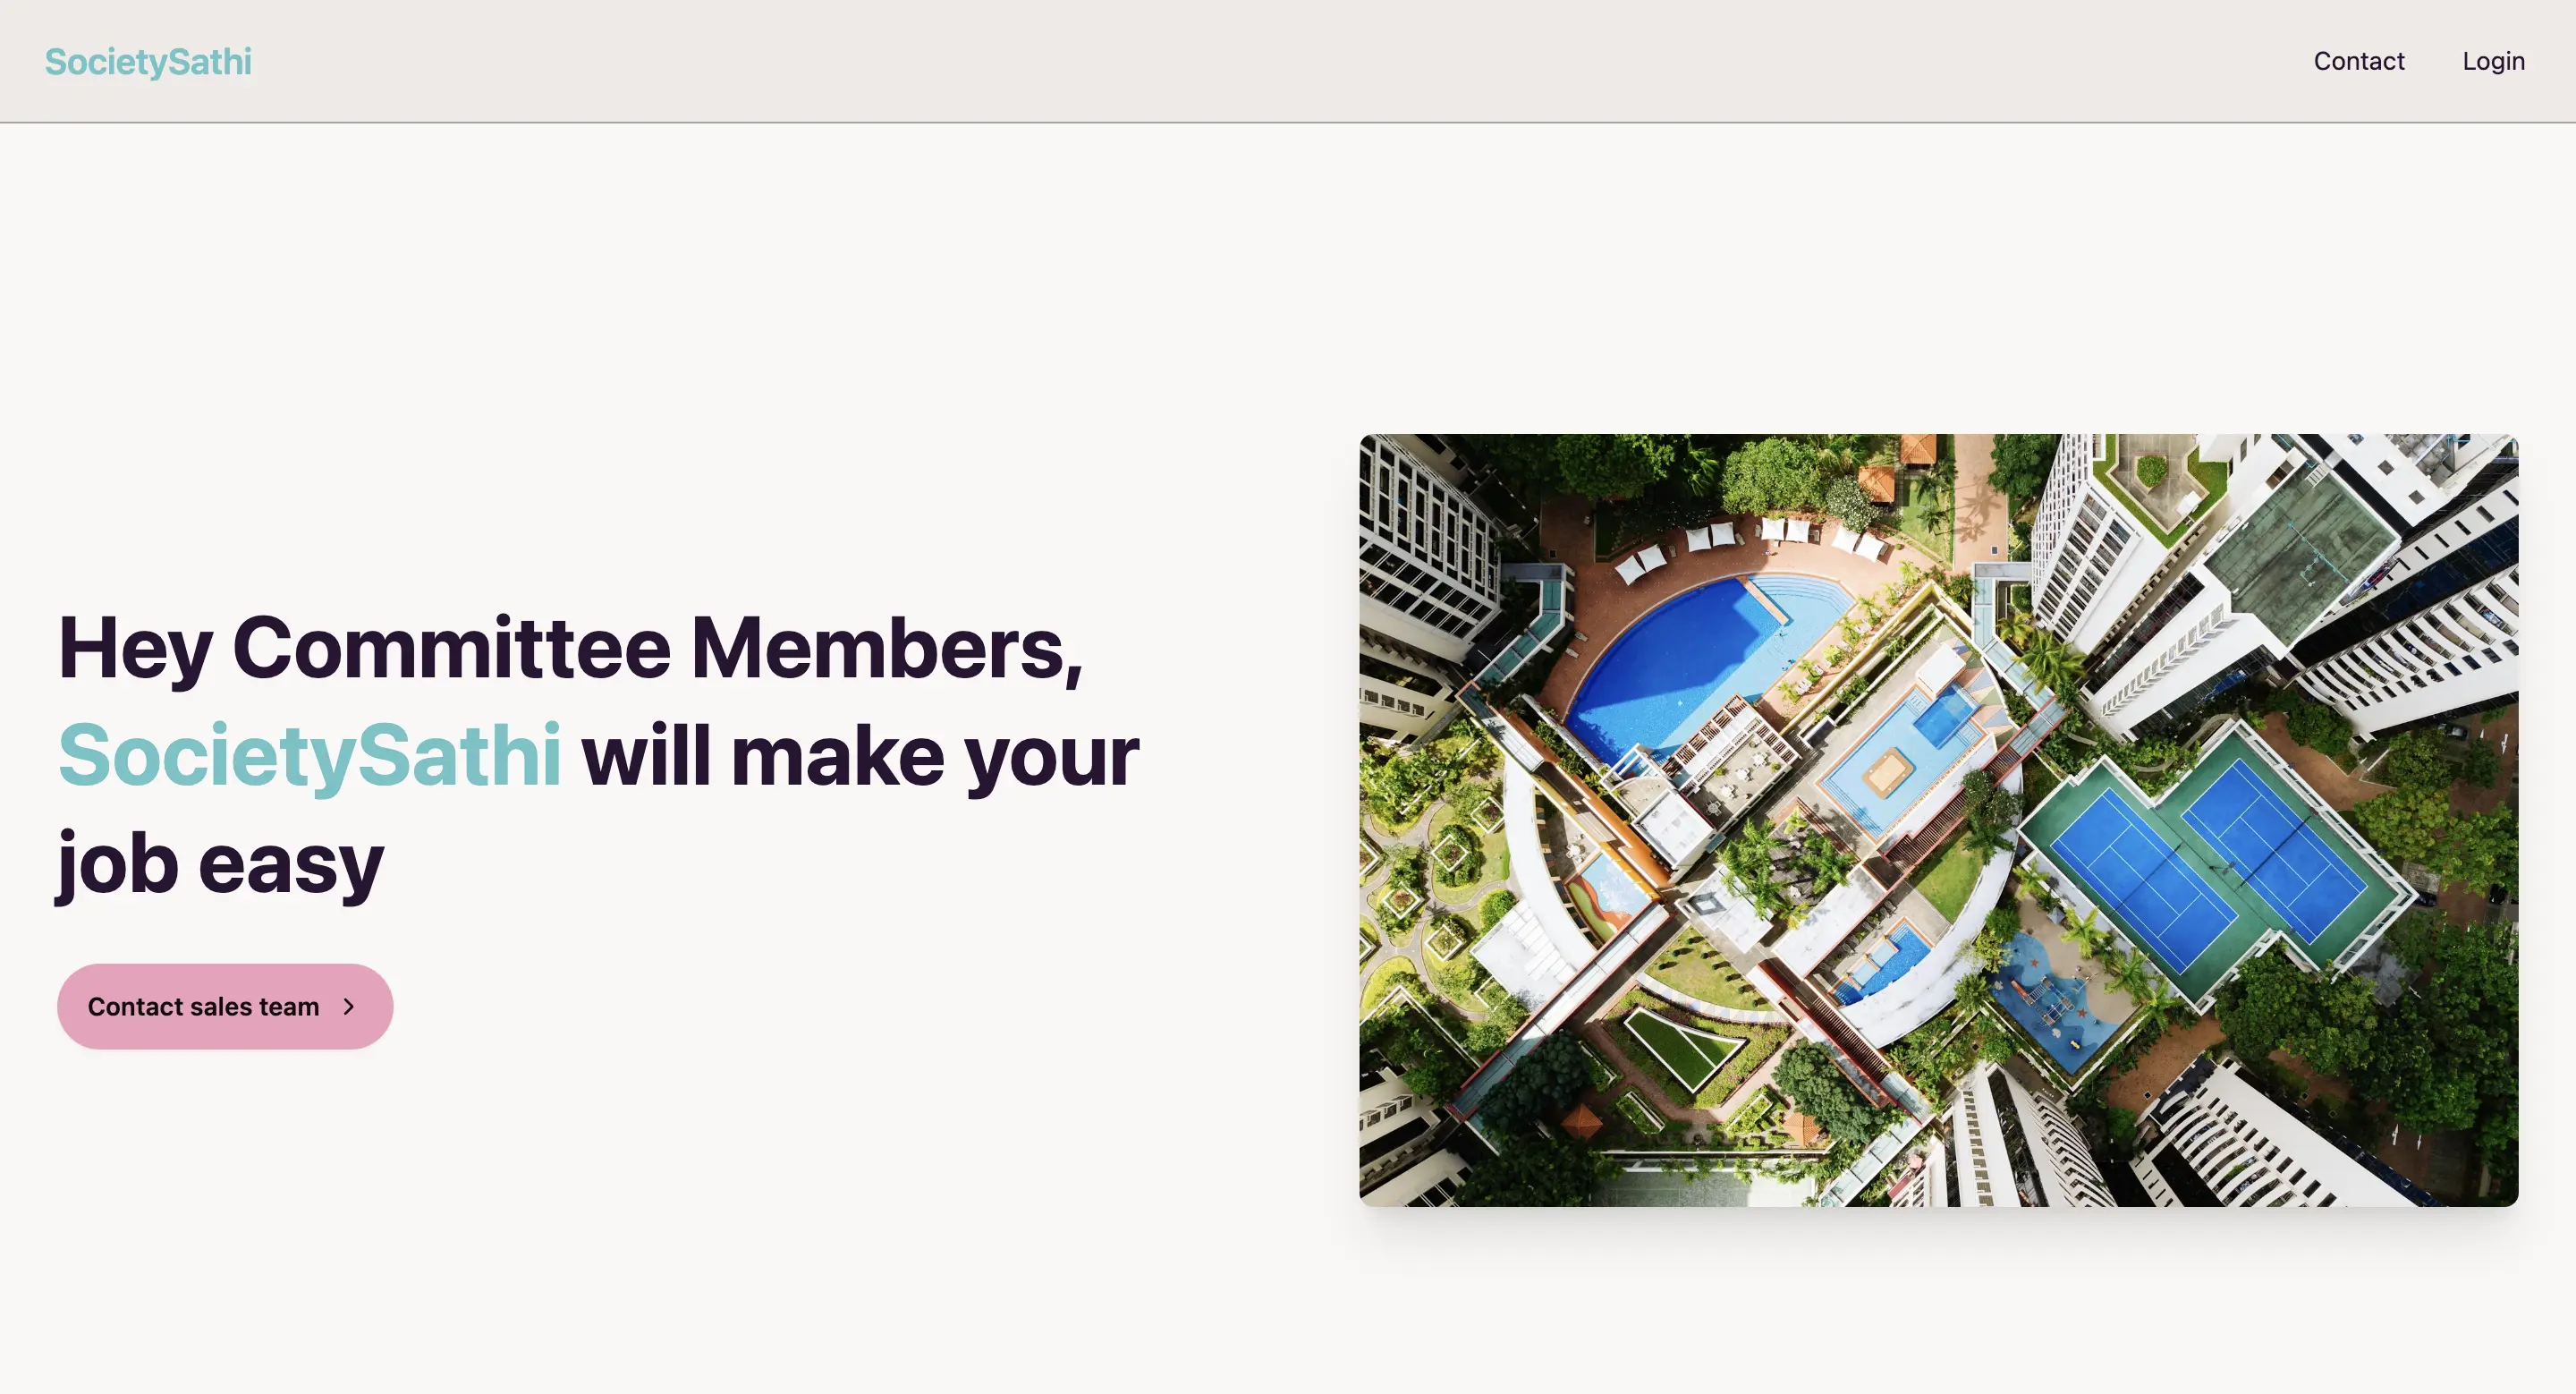 SocietySathi
Contact
Login
Hey Committee Members,
SocietySathi will make your
job easy
Contact sales team